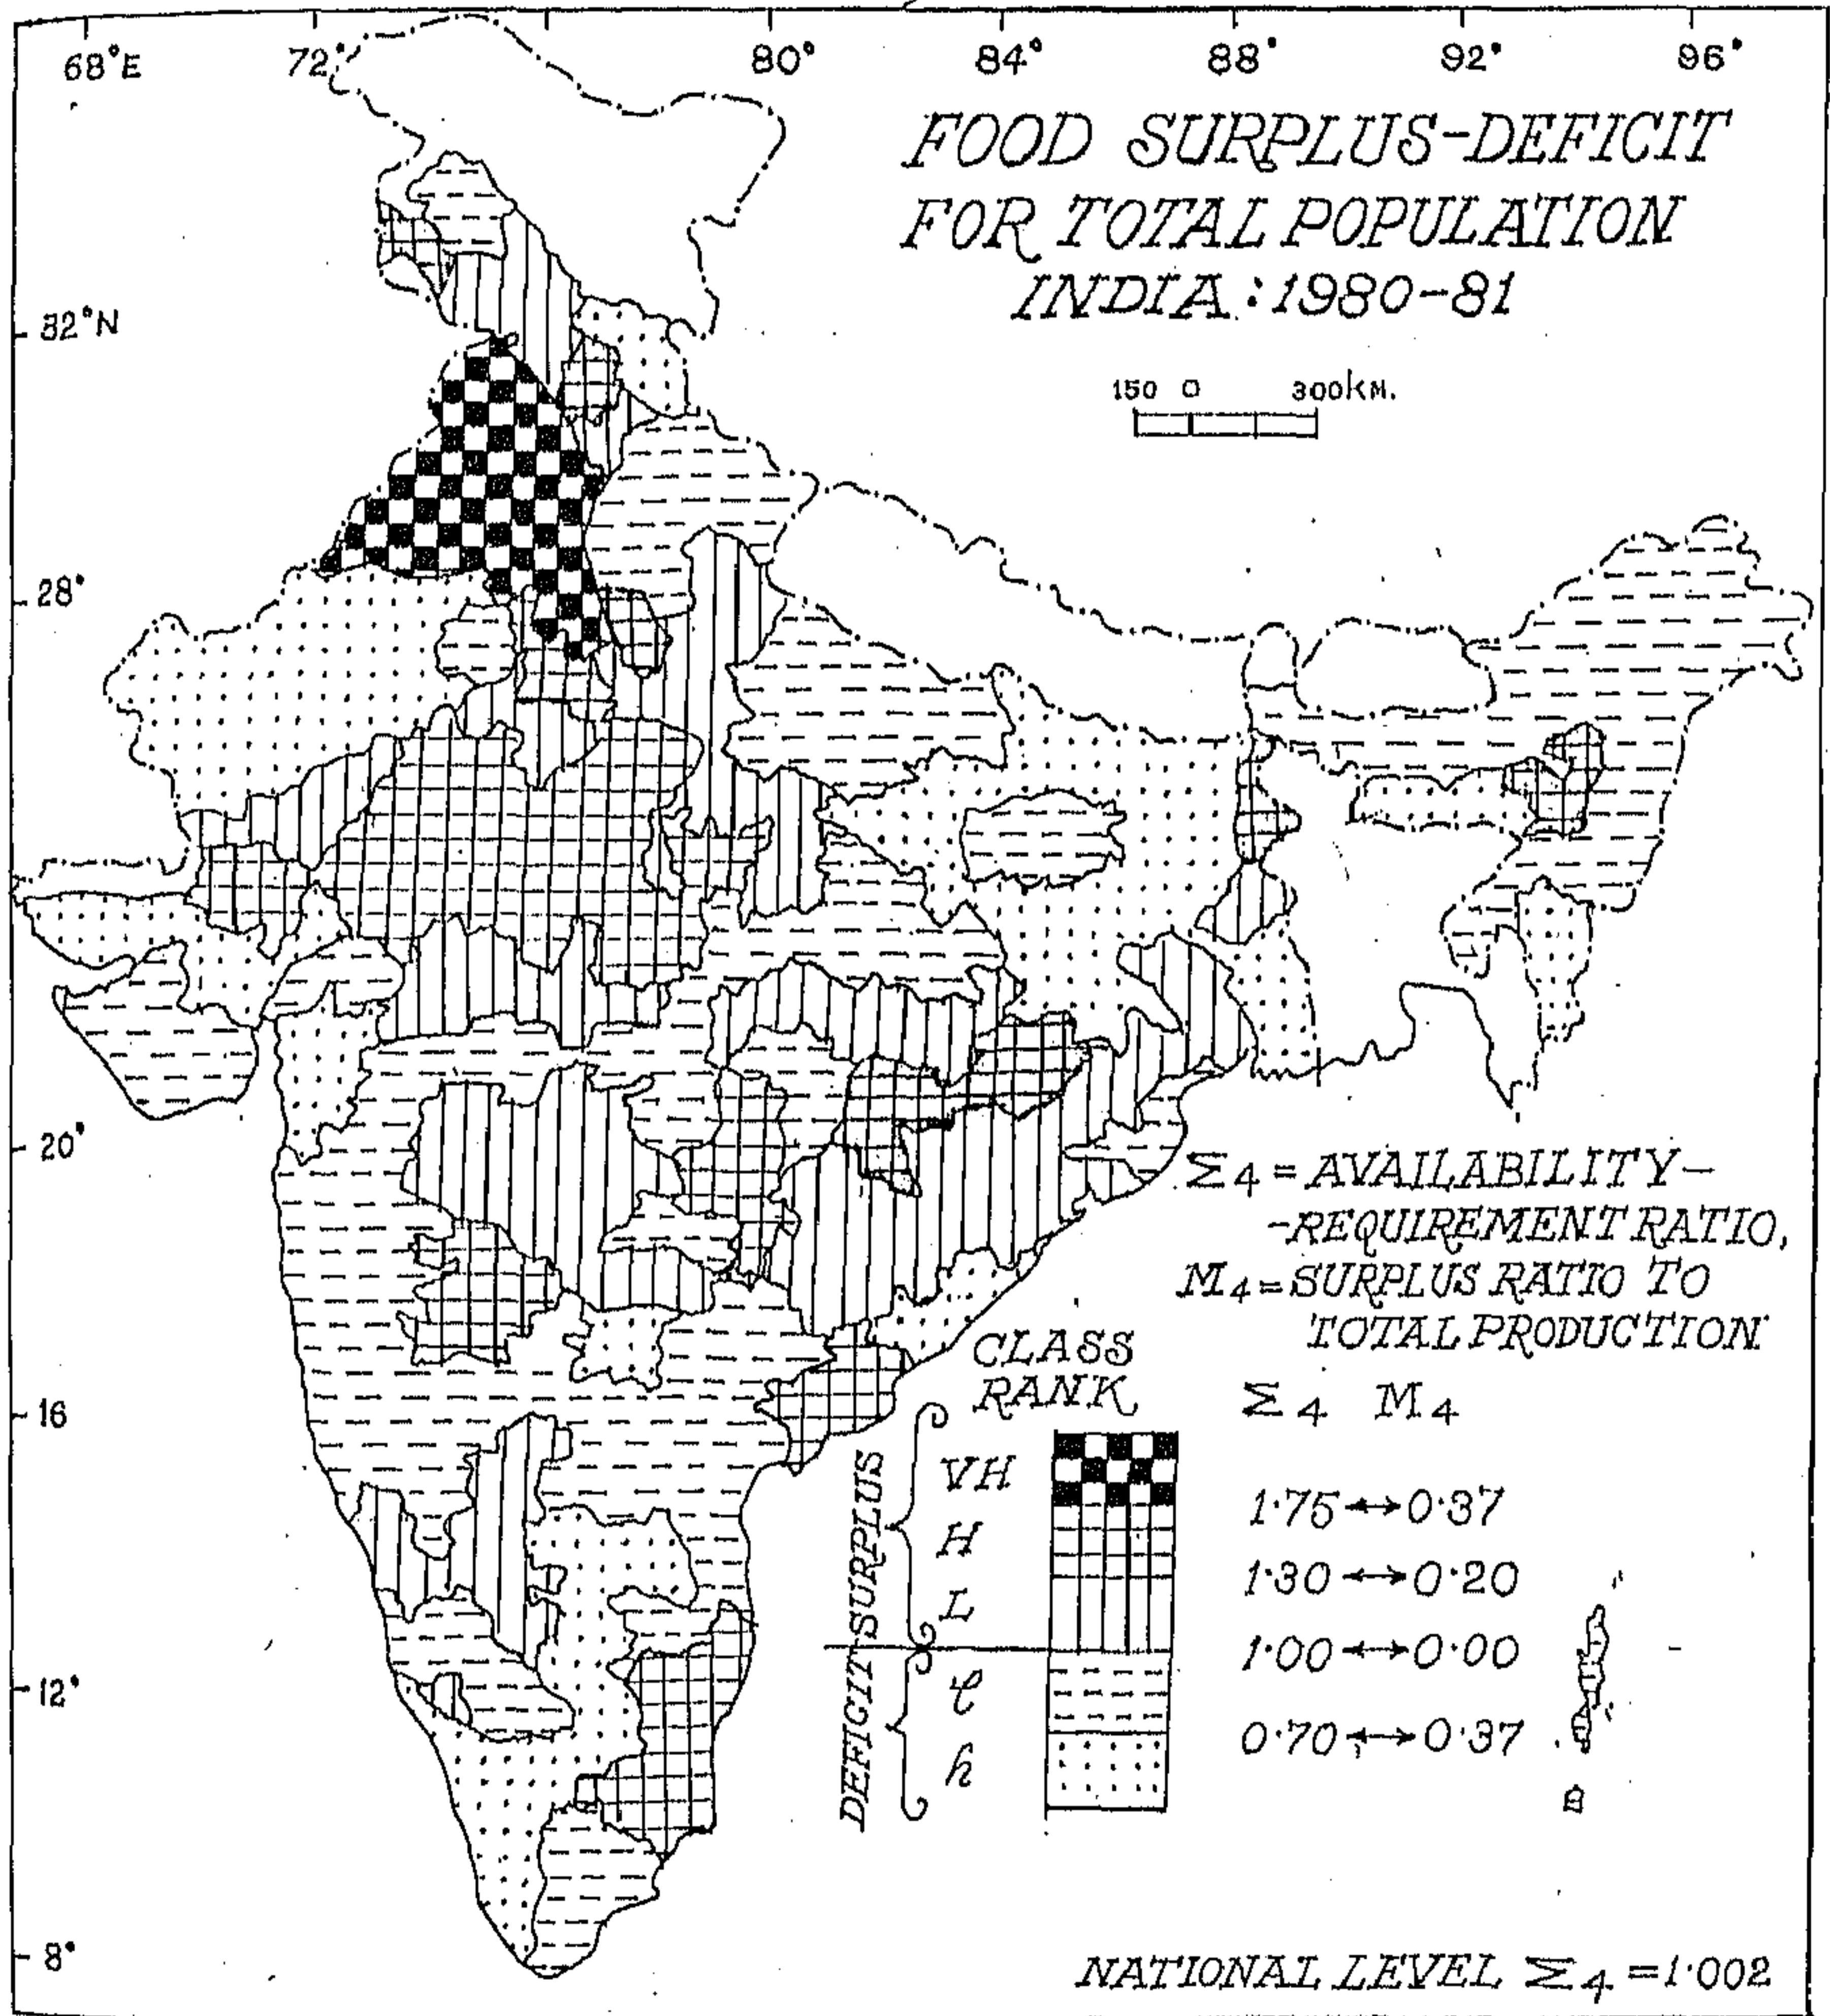 68°E 72° 80° 84° 88° 92° 96°
FOOD SURPLUS-DEFICIT
FOR TOTAL POPULATION
INDIA : 1980-81
32°N
150 0 300KM.
28°
20°
Σ4 = AVAILABILITY-
-REQUIREMENT RATIO,
M4 = SURPLUS RATIO TO
TOTAL PRODUCTION
CLASS
RANK
Σ4 M4
16°
DEFICIT SURPLUS
VH
1.75 ↔ 0.37
H
1.30 ↔ 0.20
L
1.00 ↔ 0.00
12°
l
0.70 ↔ 0.37
h
8°
NATIONAL LEVEL Σ4 = 1.002